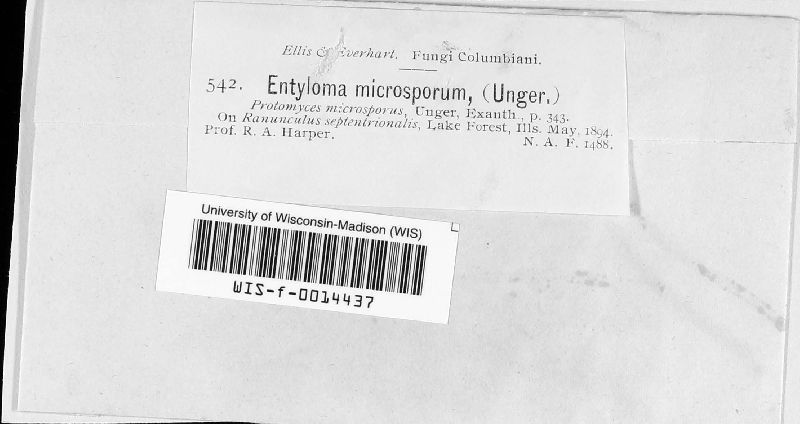 Ellis & Everhart. Fungi Columbiani.
542. Entyloma microsporum, (Unger.)
Protomyces microsporus, Unger, Exanth., p. 343.
On Ranunculus septentrionalis, Lake Forest, Ills. May, 1894.
Prof. R. A. Harper. N. A. F. 1488.
University of Wisconsin-Madison (WIS)
WIS-f-0014437